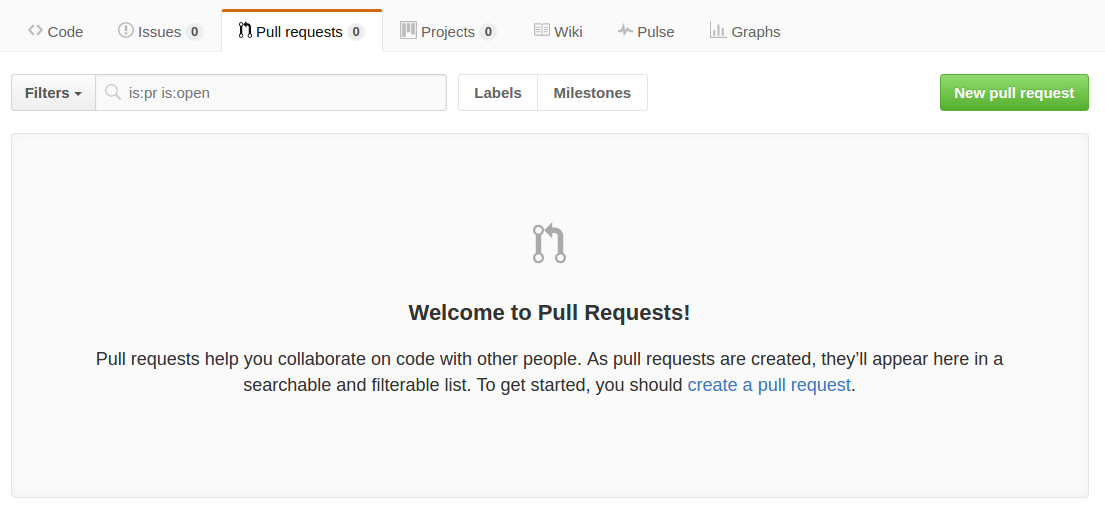 Code Issues 0 Pull requests 0 Projects 0 Wiki Pulse Graphs
Filters is:pr is:open Labels Milestones New pull request
Welcome to Pull Requests!
Pull requests help you collaborate on code with other people. As pull requests are created, they’ll appear here in a
searchable and filterable list. To get started, you should create a pull request.